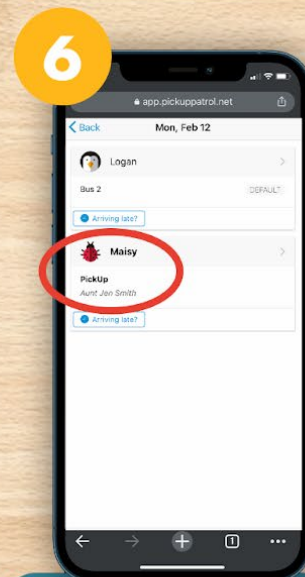 6
app.pickuppatrol.net
Back Mon, Feb 12
Logan
Bus 2 DEFAULT
Arriving late?
Maisy
PickUp
Aunt Jen Smith
Arriving late?
1